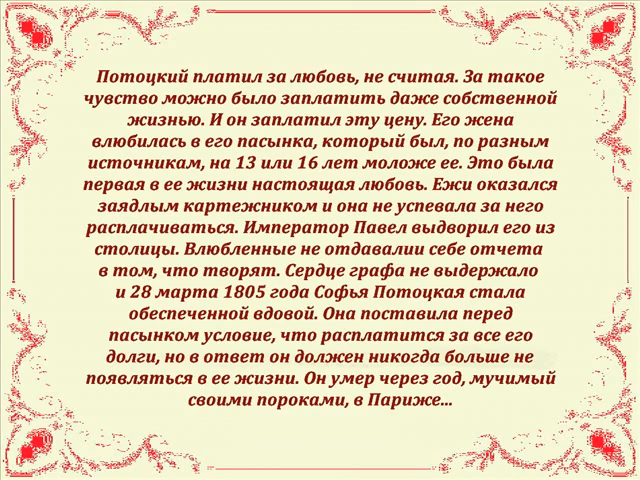 Потоцкий платил за любовь, не считая. За такое
чувство можно было заплатить даже собственной
жизнью. И он заплатил эту цену. Его жена
влюбилась в его пасынка, который был, по разным
источникам, на 13 или 16 лет моложе ее. Это была
первая в ее жизни настоящая любовь. Ежи оказался
заядлым картежником и она не успевала за него
расплачиваться. Император Павел выдворил его из
столицы. Влюбленные не отдавалии себе отчета
в том, что творят. Сердце графа не выдержало
и 28 марта 1805 года Софья Потоцкая стала
обеспеченной вдовой. Она поставила перед
пасынком условие, что расплатится за все его
долги, но в ответ он должен никогда больше не
появляться в ее жизни. Он умер через год, мучимый
своими пороками, в Париже...